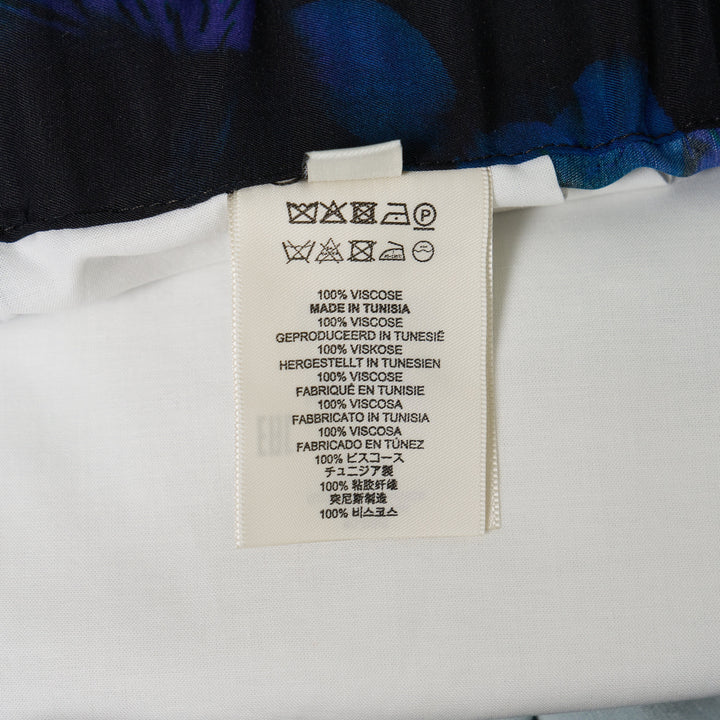 P
100% VISCOSE
MADE IN TUNISIA
100% VISCOSE
GEPRODUCEERD IN TUNESIË
100% VISKOSE
HERGESTELLT IN TUNESIEN
100% VISCOSE
FABRIQUÉ EN TUNISIE
100% VISCOSA
FABBRICATO IN TUNISIA
100% VISCOSA
FABRICADO EN TÚNEZ
100% ビスコース
チュニジア製
100% 粘胶纤维
突尼斯制造
100% 비스코스